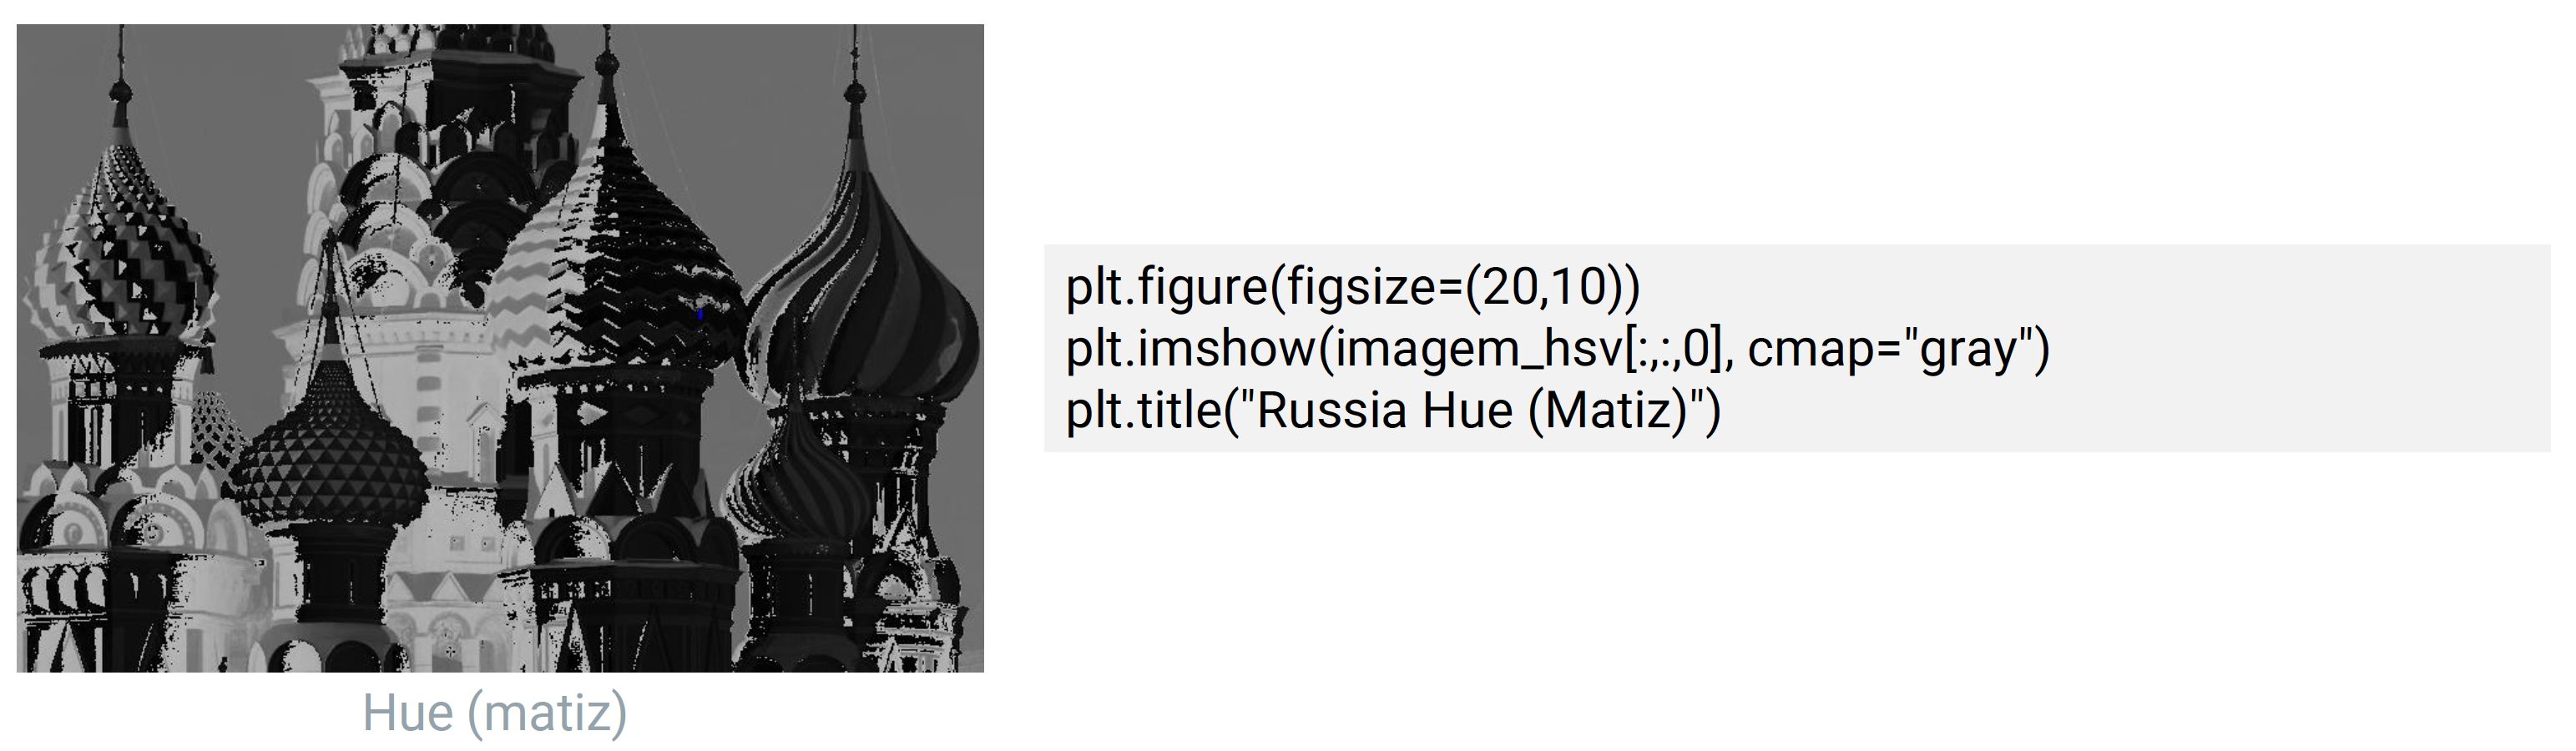 plt.figure(figsize=(20,10))
plt.imshow(imagem_hsv[:,:,0], cmap="gray")
plt.title("Russia Hue (Matiz)")
Hue (matiz)